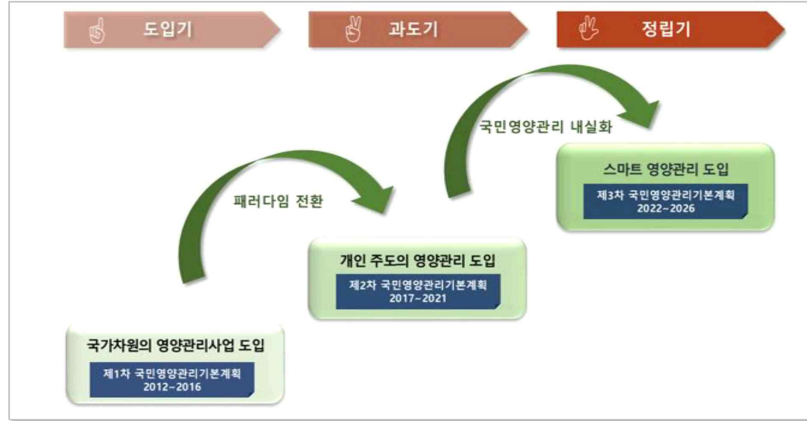 도입기
과도기
정립기
국민영양관리 내실화
스마트 영양관리 도입
제3차 국민영양관리기본계획
2022~2026
패러다임 전환
개인 주도의 영양관리 도입
제2차 국민영양관리기본계획
2017~2021
국가차원의 영양관리사업 도입
제1차 국민영양관리기본계획
2012~2016